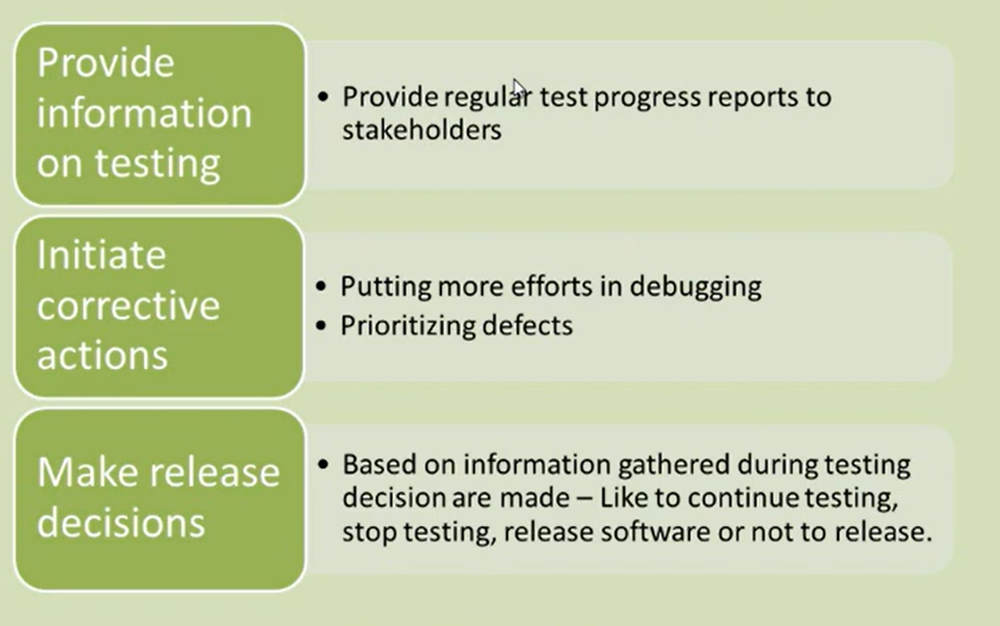 Provide
information
on testing
• Provide regular test progress reports to
stakeholders
Initiate
corrective
actions
• Putting more efforts in debugging
• Prioritizing defects
Make release
decisions
• Based on information gathered during testing
decision are made – Like to continue testing,
stop testing, release software or not to release.